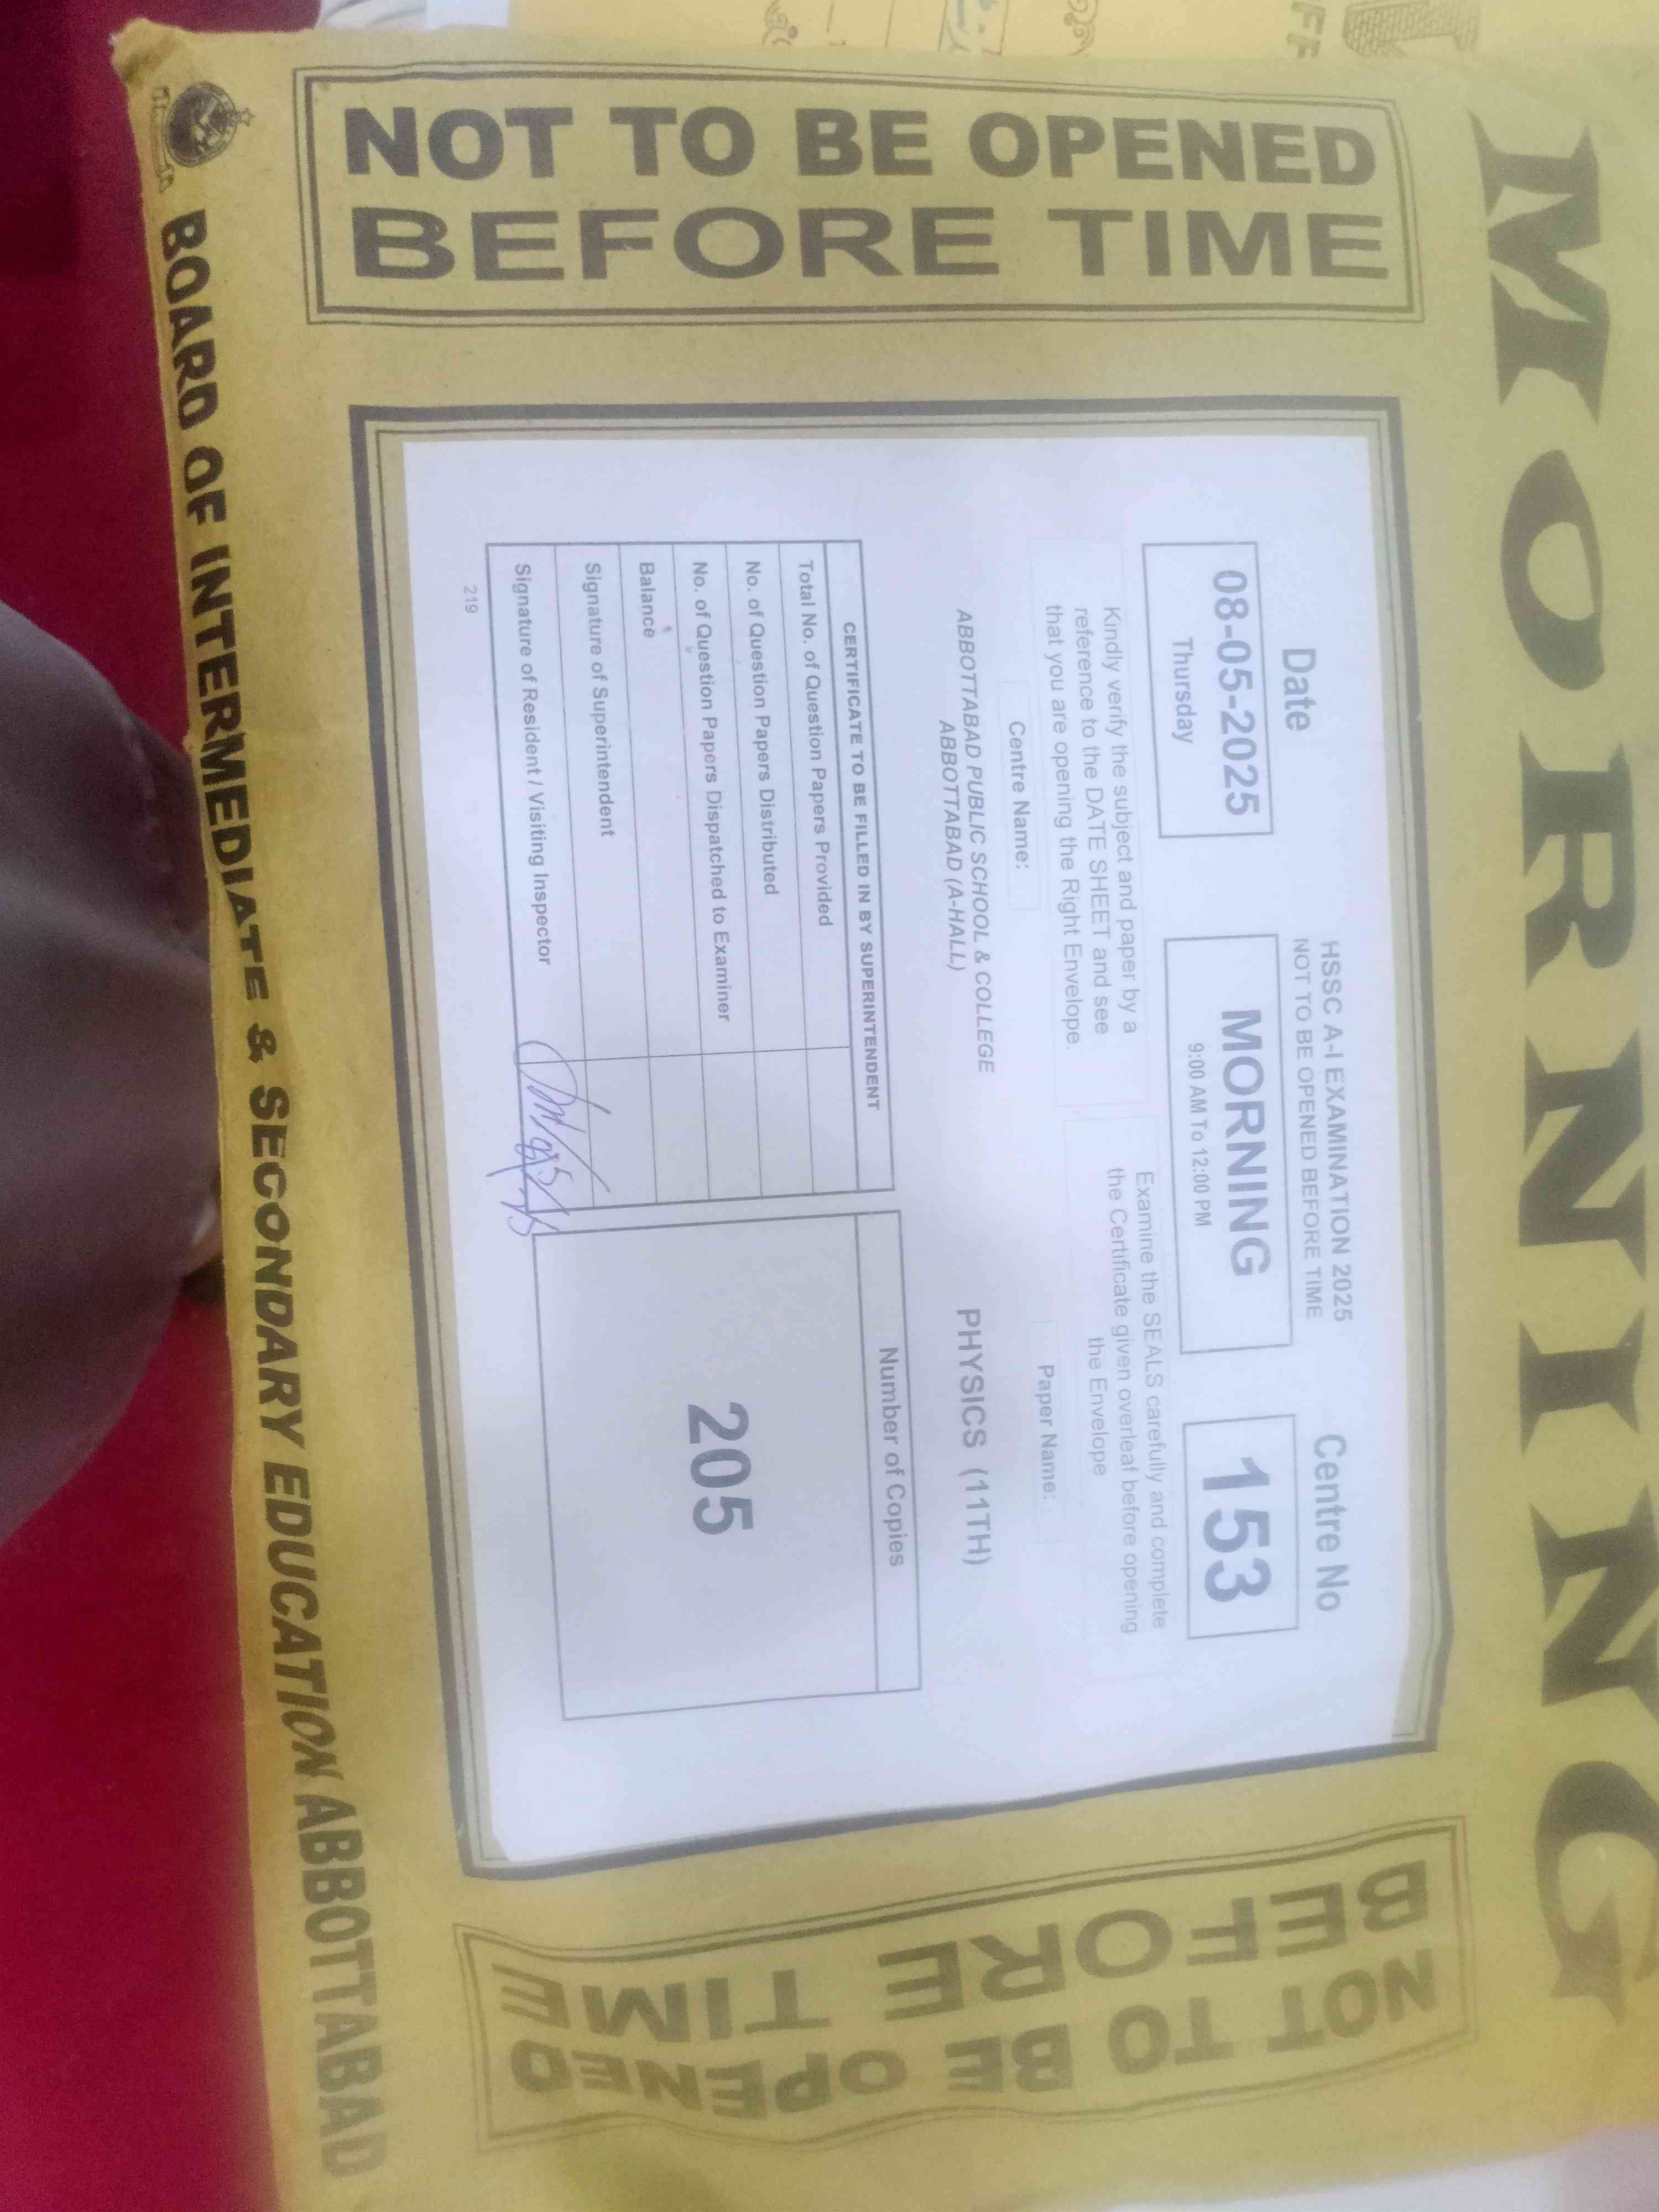 MORNING
NOT TO BE OPENED
BEFORE TIME
HSSC A-I EXAMINATION 2025
NOT TO BE OPENED BEFORE TIME
Date
Centre No
08-05-2025
Thursday
MORNING
9:00 AM To 12:00 PM
153
Kindly verify the subject and paper by a
reference to the DATE SHEET and see
that you are opening the Right Envelope.
Examine the SEALS carefully and complete
the Certificate given overleaf before opening
the Envelope
Centre Name:
Paper Name:
ABBOTTABAD PUBLIC SCHOOL & COLLEGE
ABBOTTABAD (A-HALL)
PHYSICS (11TH)
CERTIFICATE TO BE FILLED IN BY SUPERINTENDENT
Total No. of Question Papers Provided
No. of Question Papers Distributed
No. of Question Papers Dispatched to Examiner
Balance
Signature of Superintendent
Signature of Resident / Visiting Inspector
Number of Copies
205
219
NOT TO BE OPENED
BEFORE TIME
BOARD OF INTERMEDIATE & SECONDARY EDUCATION ABBOTTABAD